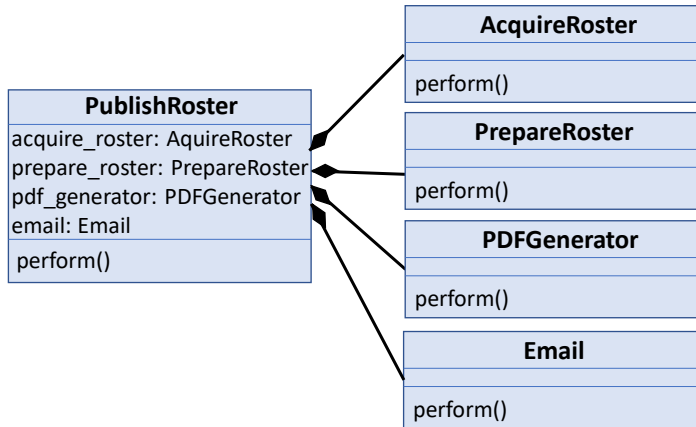 PublishRoster
acquire_roster: AquireRoster
prepare_roster: PrepareRoster
pdf_generator: PDFGenerator
email: Email
perform()
AcquireRoster
perform()
PrepareRoster
perform()
PDFGenerator
perform()
Email
perform()